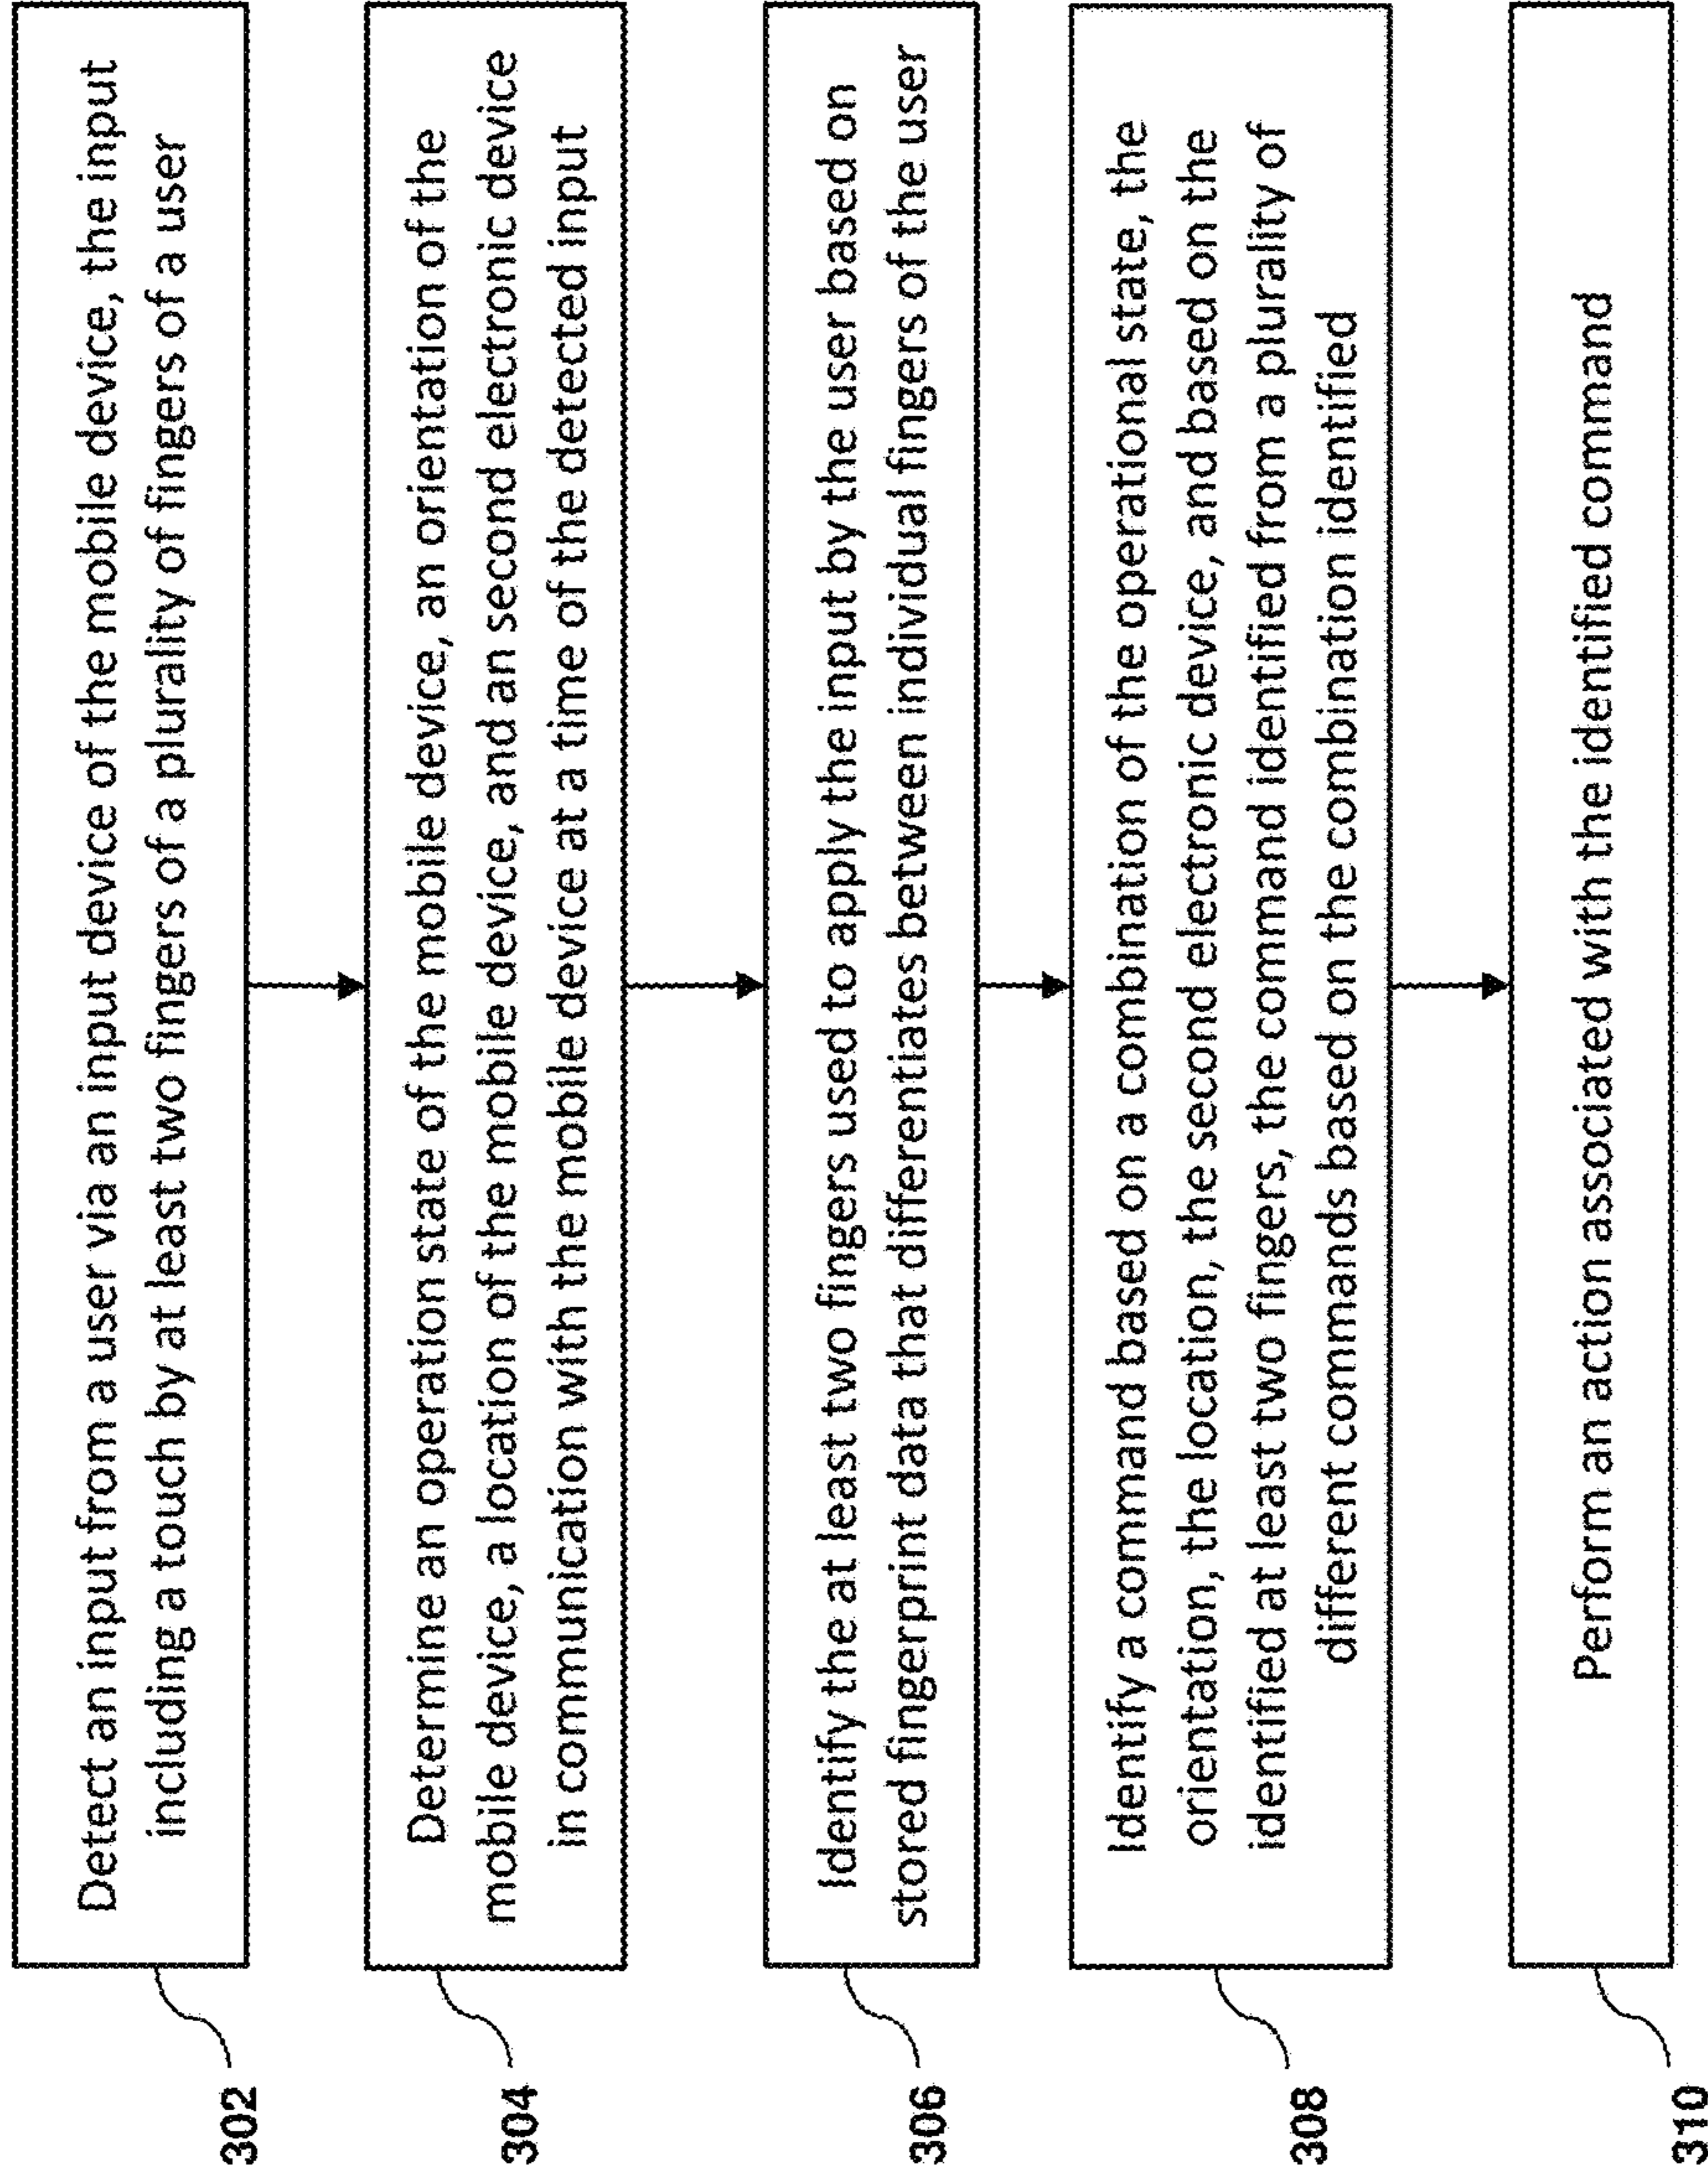 302
Detect an input from a user via an input device of the mobile device, the input
including a touch by at least two fingers of a plurality of fingers of a user
304
Determine an operation state of the mobile device, an orientation of the
mobile device, a location of the mobile device, and an second electronic device
in communication with the mobile device at a time of the detected input
306
Identify the at least two fingers used to apply the input by the user based on
stored fingerprint data that differentiates between individual fingers of the user
308
Identify a command based on a combination of the operational state, the
orientation, the location, the second electronic device, and based on the
identified at least two fingers, the command identified from a plurality of
different commands based on the combination identified
310
Perform an action associated with the identified command